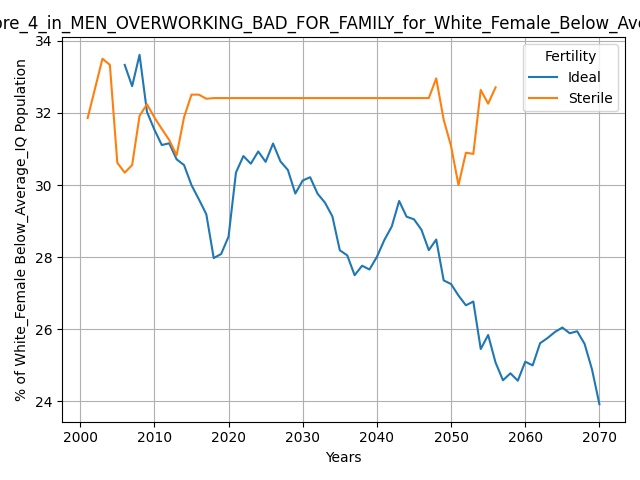 ore_4_in_MEN_OVERWORKING_BAD_FOR_FAMILY_for_White_Female_Below_Ave
34
32
30
28
26
24
% of White_Female Below_Average_IQ Population
Fertility
Ideal
Sterile
2000 2010 2020 2030 2040 2050 2060 2070
Years